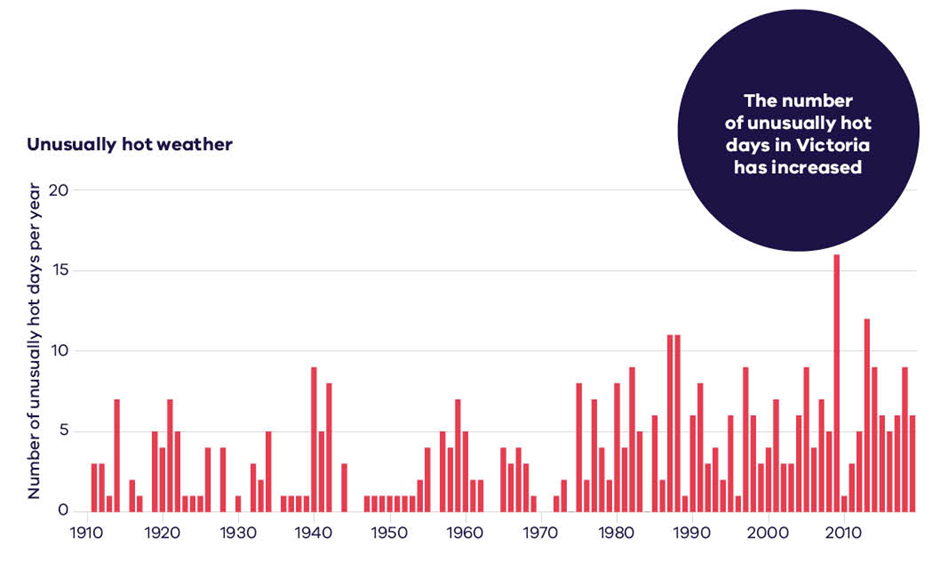 The number
of unusually hot
days in Victoria
has increased
Unusually hot weather
Number of unusually hot days per year
20
15
10
5
0
1910 1920 1930 1940 1950 1960 1970 1980 1990 2000 2010